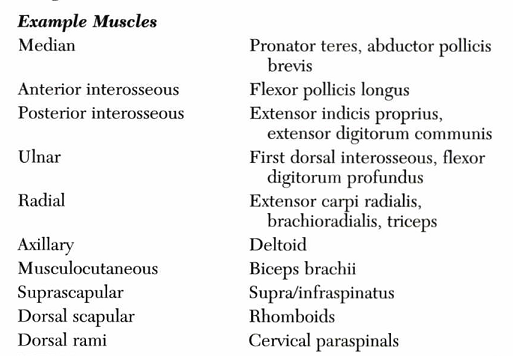 Example Muscles
Median Pronator teres, abductor pollicis
brevis
Anterior interosseous Flexor pollicis longus
Posterior interosseous Extensor indicis proprius,
extensor digitorum communis
Ulnar First dorsal interosseous, flexor
digitorum profundus
Radial Extensor carpi radialis,
brachioradialis, triceps
Axillary Deltoid
Musculocutaneous Biceps brachii
Suprascapular Supra/infraspinatus
Dorsal scapular Rhomboids
Dorsal rami Cervical paraspinals